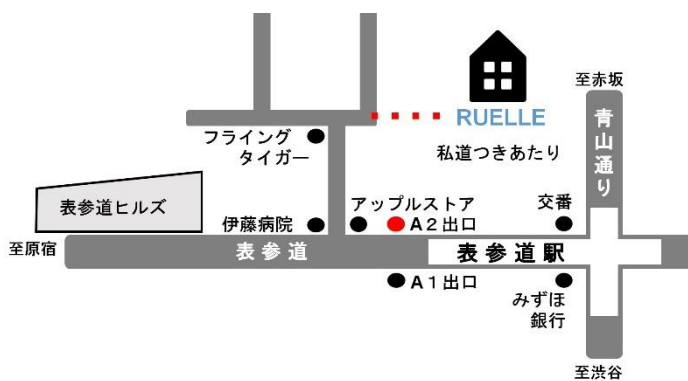 至赤坂
青山通り
RUELLE
私道つきあたり
フライング
タイガー
表参道ヒルズ
アップルストア
伊藤病院
A2出口
交番
至原宿
表参道
表参道駅
A1出口
みずほ
銀行
至渋谷